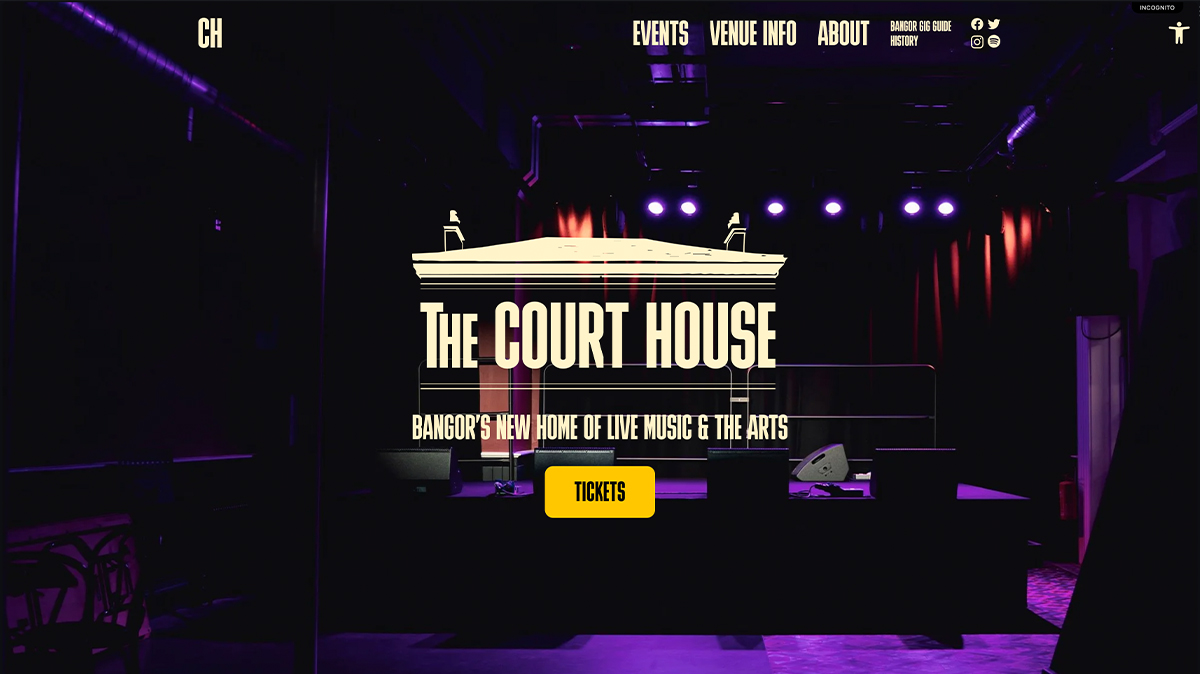 INCOGNITO
CH
EVENTS VENUE INFO ABOUT
BANGOR GIG GUIDE
HISTORY
THE COURT HOUSE
BANGOR'S NEW HOME OF LIVE MUSIC & THE ARTS
TICKETS